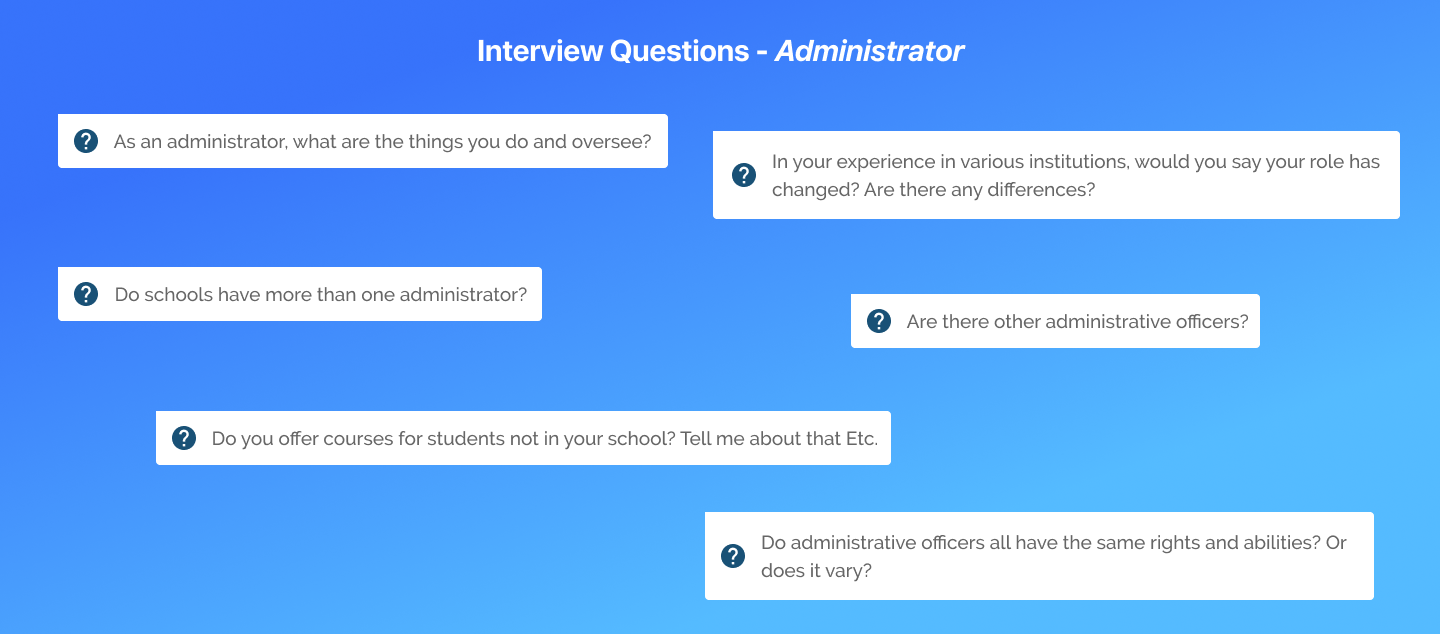 Interview Questions - Administrator
As an administrator, what are the things you do and oversee?
In your experience in various institutions, would you say your role has
changed? Are there any differences?
Do schools have more than one administrator?
Are there other administrative officers?
Do you offer courses for students not in your school? Tell me about that Etc.
Do administrative officers all have the same rights and abilities? Or
does it vary?